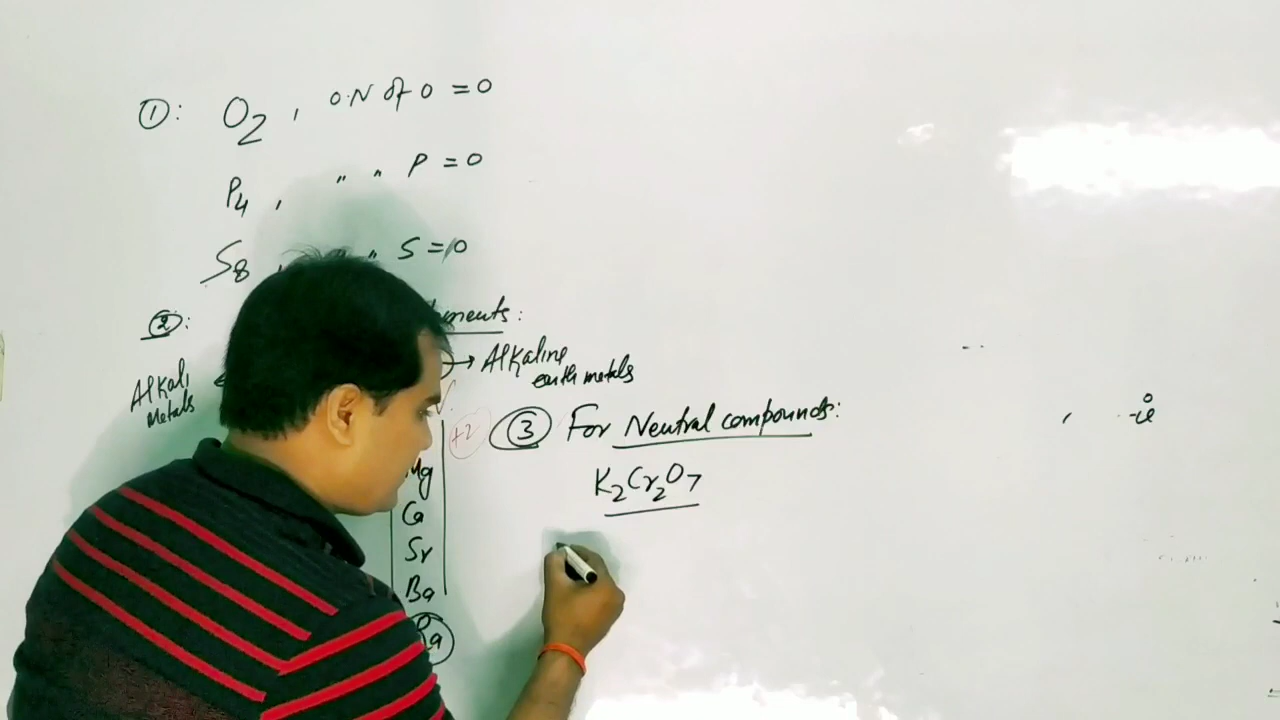 ①: O₂, O.N of O = 0
P₄, " " P = 0
S₈, " " S = 0
②:
Alkali Metals
→ Alkaline earth metals
+2
Mg
Ca
Sr
Ba
③ For Neutral compounds:
K₂Cr₂O₇